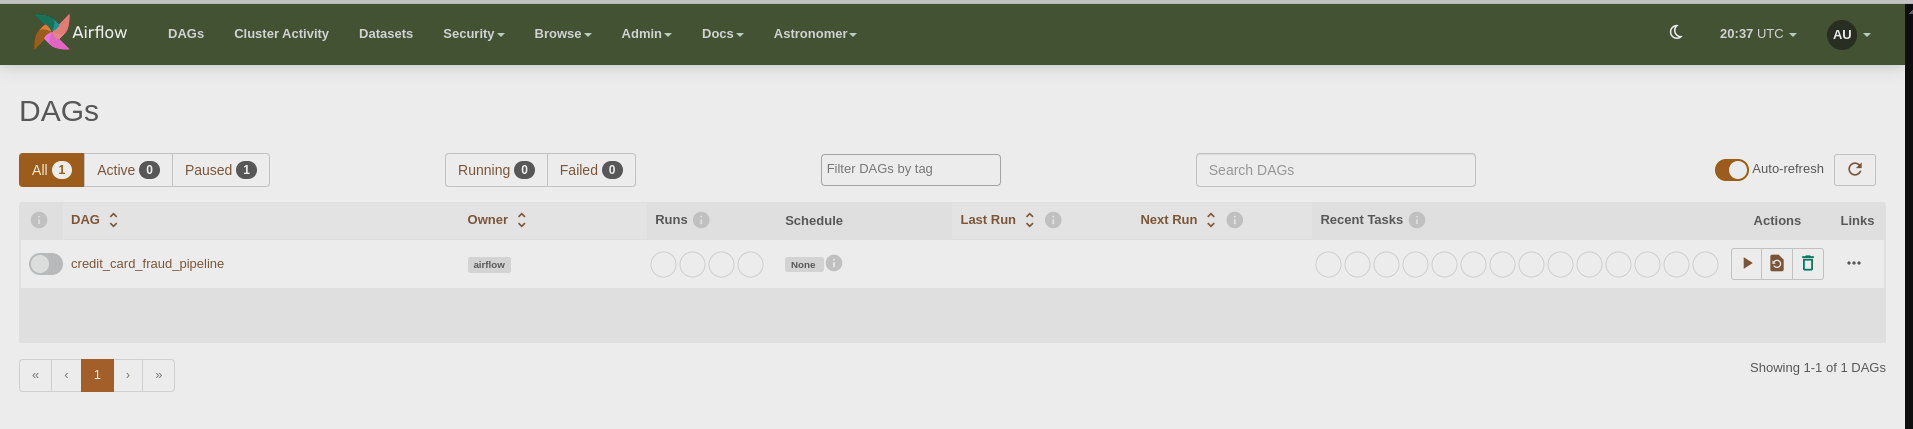 Airflow DAGs Cluster Activity Datasets Security Browse Admin Docs Astronomer 20:37 UTC AU
DAGs
All 1 Active 0 Paused 1 Running 0 Failed 0 Filter DAGs by tag Search DAGs Auto-refresh
DAG Owner Runs Schedule Last Run Next Run Recent Tasks Actions Links
credit_card_fraud_pipeline airflow None
« ‹ 1 › » Showing 1-1 of 1 DAGs